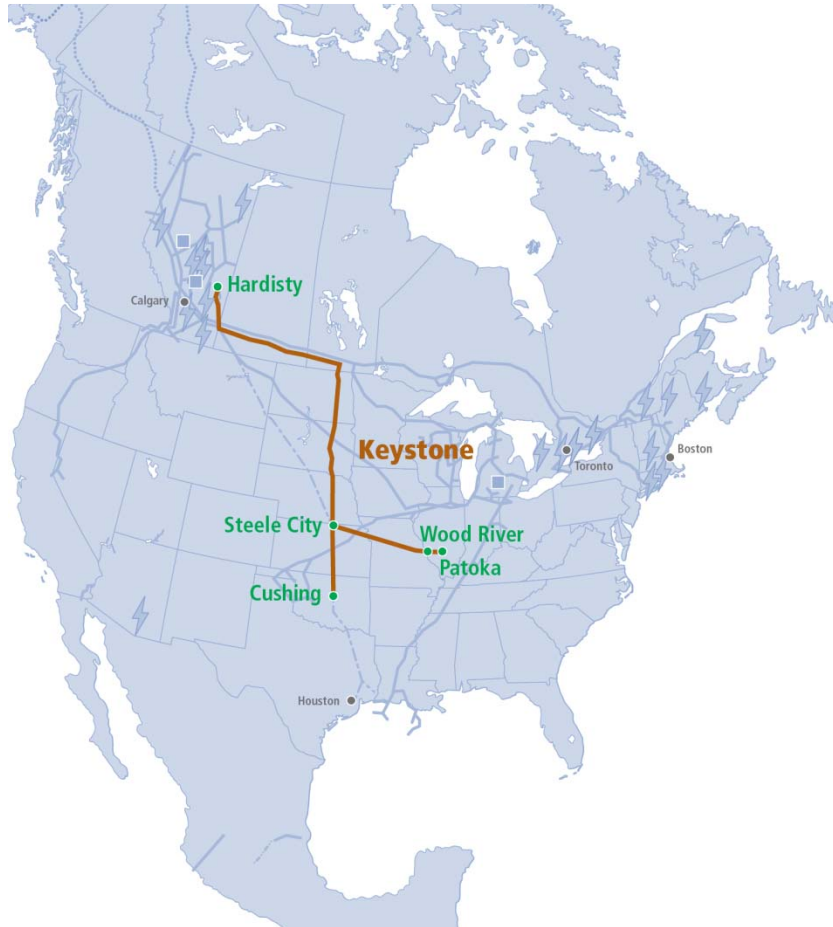 Hardisty
Calgary
Keystone
Boston
Toronto
Steele City
Wood River
Patoka
Cushing
Houston